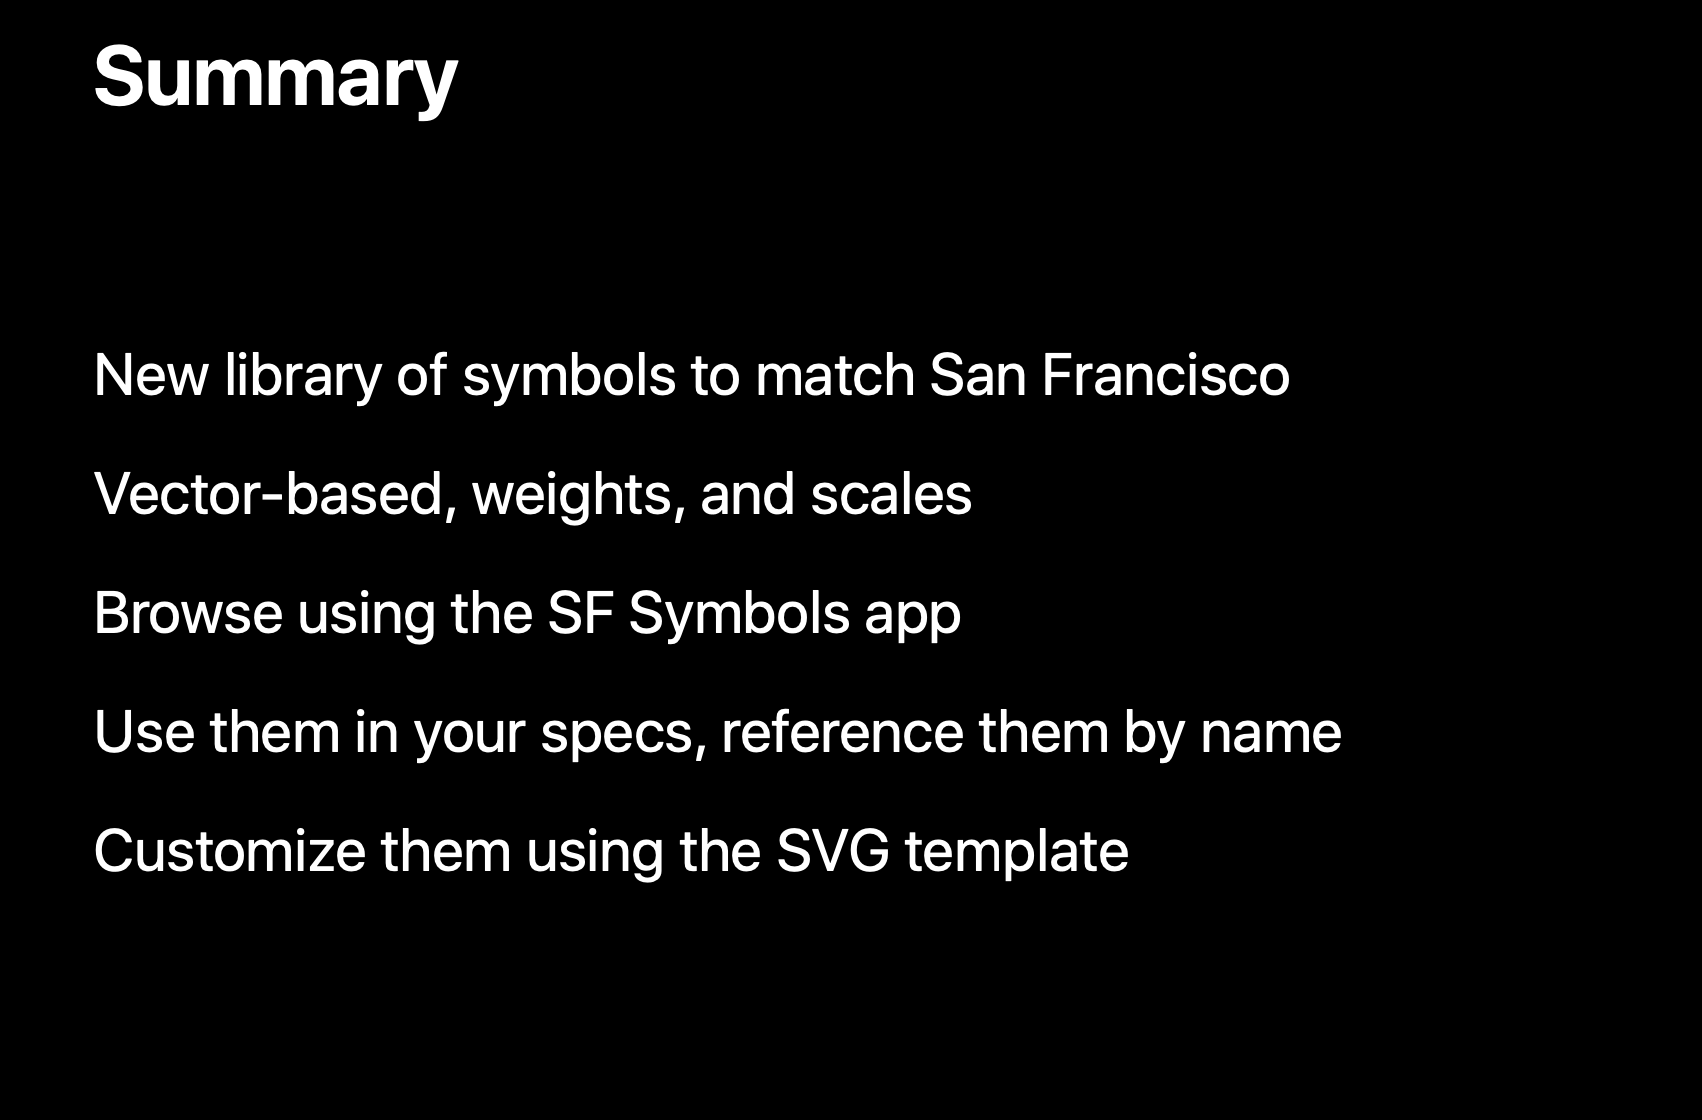 Summary
New library of symbols to match San Francisco
Vector-based, weights, and scales
Browse using the SF Symbols app
Use them in your specs, reference them by name
Customize them using the SVG template